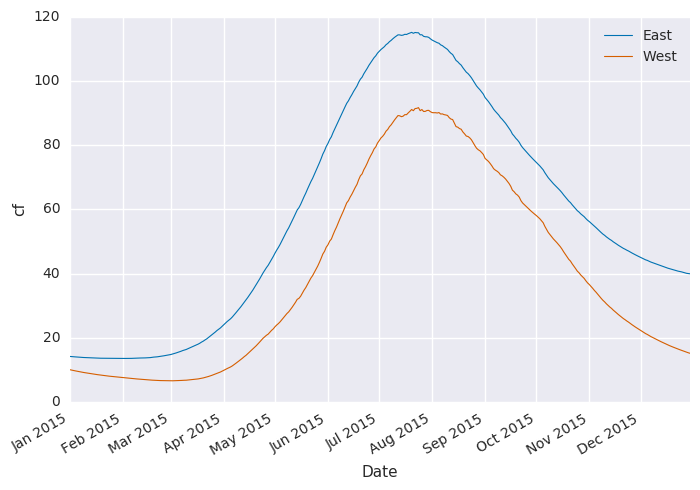 120
100
80
60
40
20
0
cf
East
West
Jan 2015
Feb 2015
Mar 2015
Apr 2015
May 2015
Jun 2015
Jul 2015
Aug 2015
Sep 2015
Oct 2015
Nov 2015
Dec 2015
Date